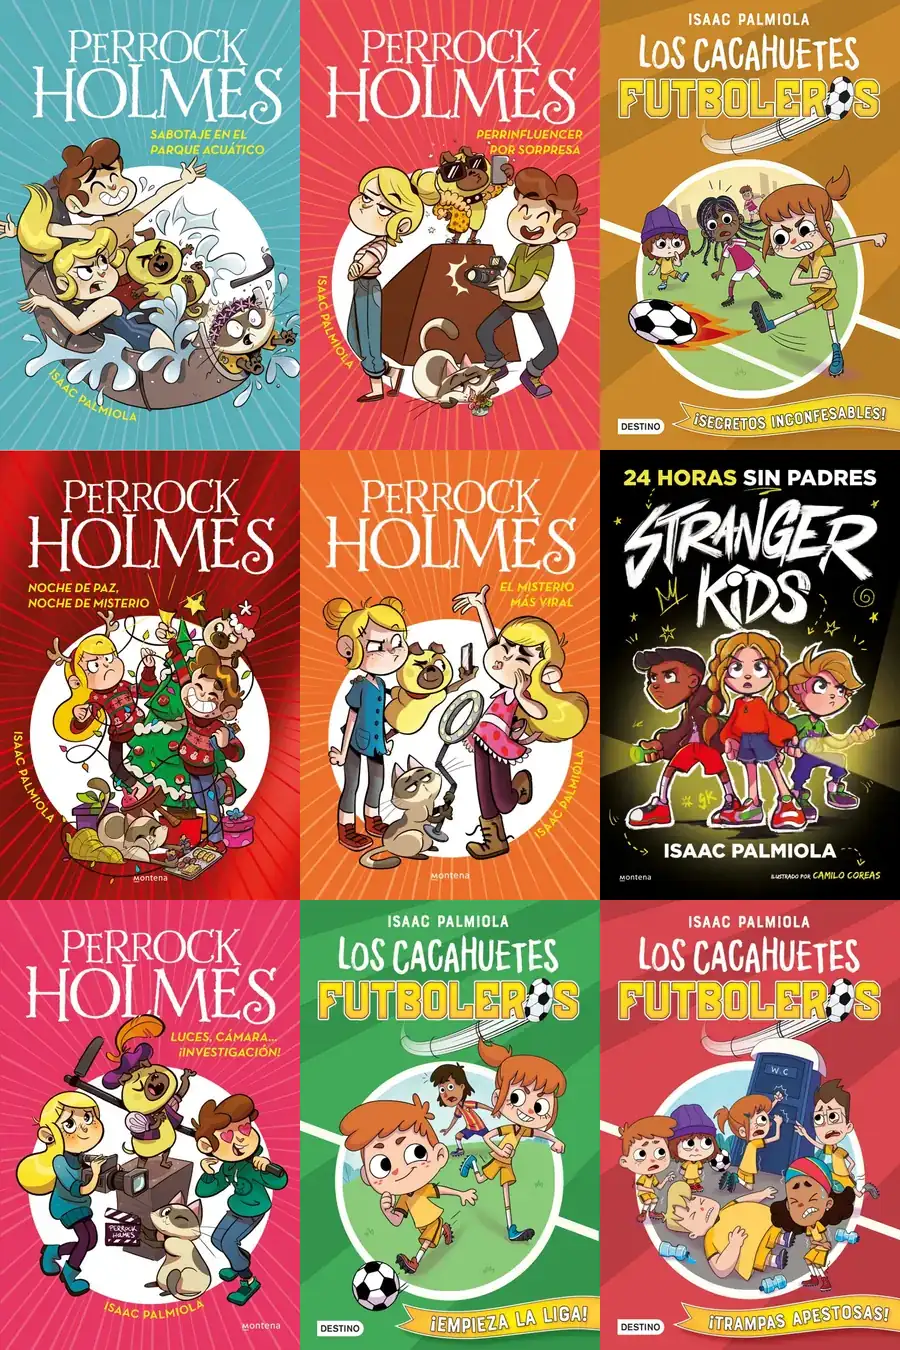 PERROCK
HOLMES
SABOTAJE EN EL
PARQUE ACUÁTICO
ISAAC PALMIOLA
PERROCK
HOLMES
PERRINFLUENCER
POR SORPRESA
ISAAC PALMIOLA
ISAAC PALMIOLA
LOS CACAHUETES
FUTBOLEROS
DESTINO
¡SECRETOS INCONFESABLES!
PERROCK
HOLMES
NOCHE DE PAZ,
NOCHE DE MISTERIO
ISAAC PALMIOLA
Montena
PERROCK
HOLMES
EL MISTERIO
MÁS VIRAL
ISAAC PALMIOLA
Montena
24 HORAS SIN PADRES
STRANGER
KIDS
SK
ISAAC PALMIOLA
Montena
ILUSTRADO POR CAMILO COREAS
PERROCK
HOLMES
LUCES, CÁMARA...
¡INVESTIGACIÓN!
PERROCK
HOLMES
ISAAC PALMIOLA
Montena
ISAAC PALMIOLA
LOS CACAHUETES
FUTBOLEROS
DESTINO
¡EMPIEZA LA LIGA!
ISAAC PALMIOLA
LOS CACAHUETES
FUTBOLEROS
W.C
DESTINO
¡TRAMPAS APESTOSAS!